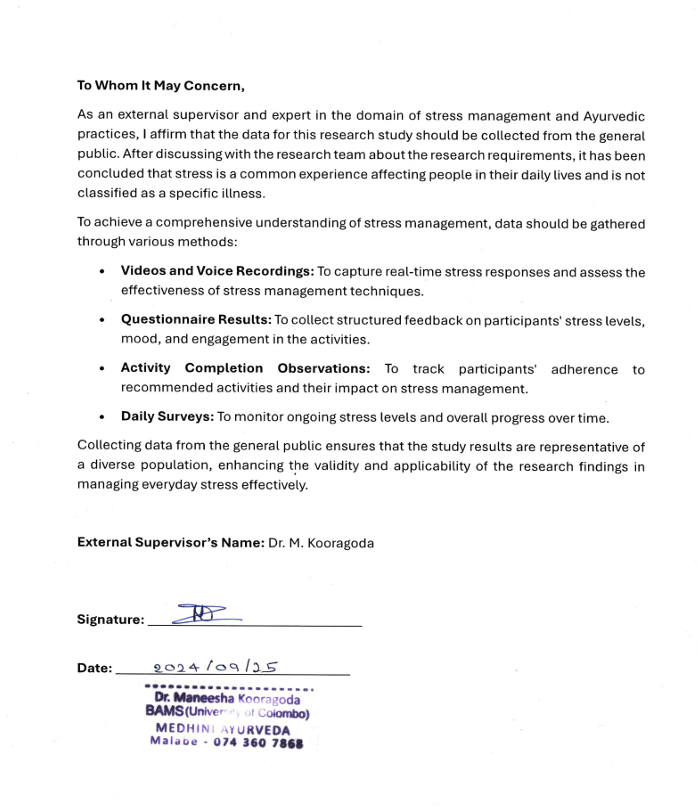 To Whom It May Concern,
As an external supervisor and expert in the domain of stress management and Ayurvedic
practices, I affirm that the data for this research study should be collected from the general
public. After discussing with the research team about the research requirements, it has been
concluded that stress is a common experience affecting people in their daily lives and is not
classified as a specific illness.
To achieve a comprehensive understanding of stress management, data should be gathered
through various methods:
• Videos and Voice Recordings: To capture real-time stress responses and assess the
effectiveness of stress management techniques.
• Questionnaire Results: To collect structured feedback on participants' stress levels,
mood, and engagement in the activities.
• Activity Completion Observations: To track participants' adherence to
recommended activities and their impact on stress management.
• Daily Surveys: To monitor ongoing stress levels and overall progress over time.
Collecting data from the general public ensures that the study results are representative of
a diverse population, enhancing the validity and applicability of the research findings in
managing everyday stress effectively.
External Supervisor's Name: Dr. M. Kooragoda
Signature:
Date: 2024/09/25
Dr. Maneesha Kooragoda
BAMS (University of Colombo)
MEDHINI AYURVEDA
Malabe - 074 360 7868